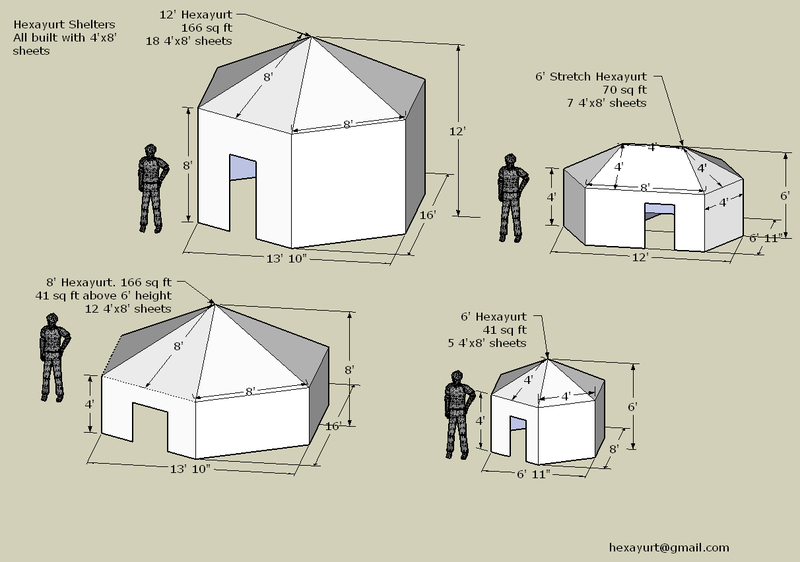 Hexayurt Shelters
All built with 4'x8'
sheets
12' Hexayurt
166 sq ft
18 4'x8' sheets
8'
8'
8'
12'
16'
13' 10"
6' Stretch Hexayurt
70 sq ft
7 4'x8' sheets
4'
4'
4'
8'
4'
4'
6'
6' 11"
12'
8' Hexayurt. 166 sq ft
41 sq ft above 6' height
12 4'x8' sheets
8'
8'
4'
8'
16'
13' 10"
6' Hexayurt
41 sq ft
5 4'x8' sheets
4'
4'
4'
6'
8'
6' 11"
hexayurt@gmail.com